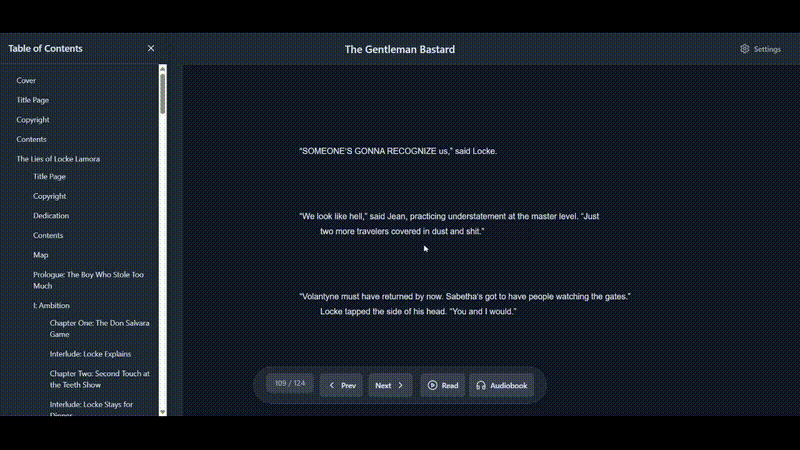 Table of Contents
The Gentleman Bastard
Settings
Cover
Title Page
Copyright
Contents
The Lies of Locke Lamora
Title Page
Copyright
Dedication
Contents
Map
Prologue: The Boy Who Stole Too
Much
I: Ambition
Chapter One: The Don Salvara
Game
Interlude: Locke Explains
Chapter Two: Second Touch at
the Teeth Show
Interlude: Locke Stays for
Dinner
“SOMEONE’S GONNA RECOGNIZE us,” said Locke.
“We look like hell,” said Jean, practicing understatement at the master level. “Just
two more travelers covered in dust and shit.”
“Volantyne must have returned by now. Sabetha’s got to have people watching the gates.”
Locke tapped the side of his head. “You and I would.”
109 / 124
Prev
Next
Read
Audiobook